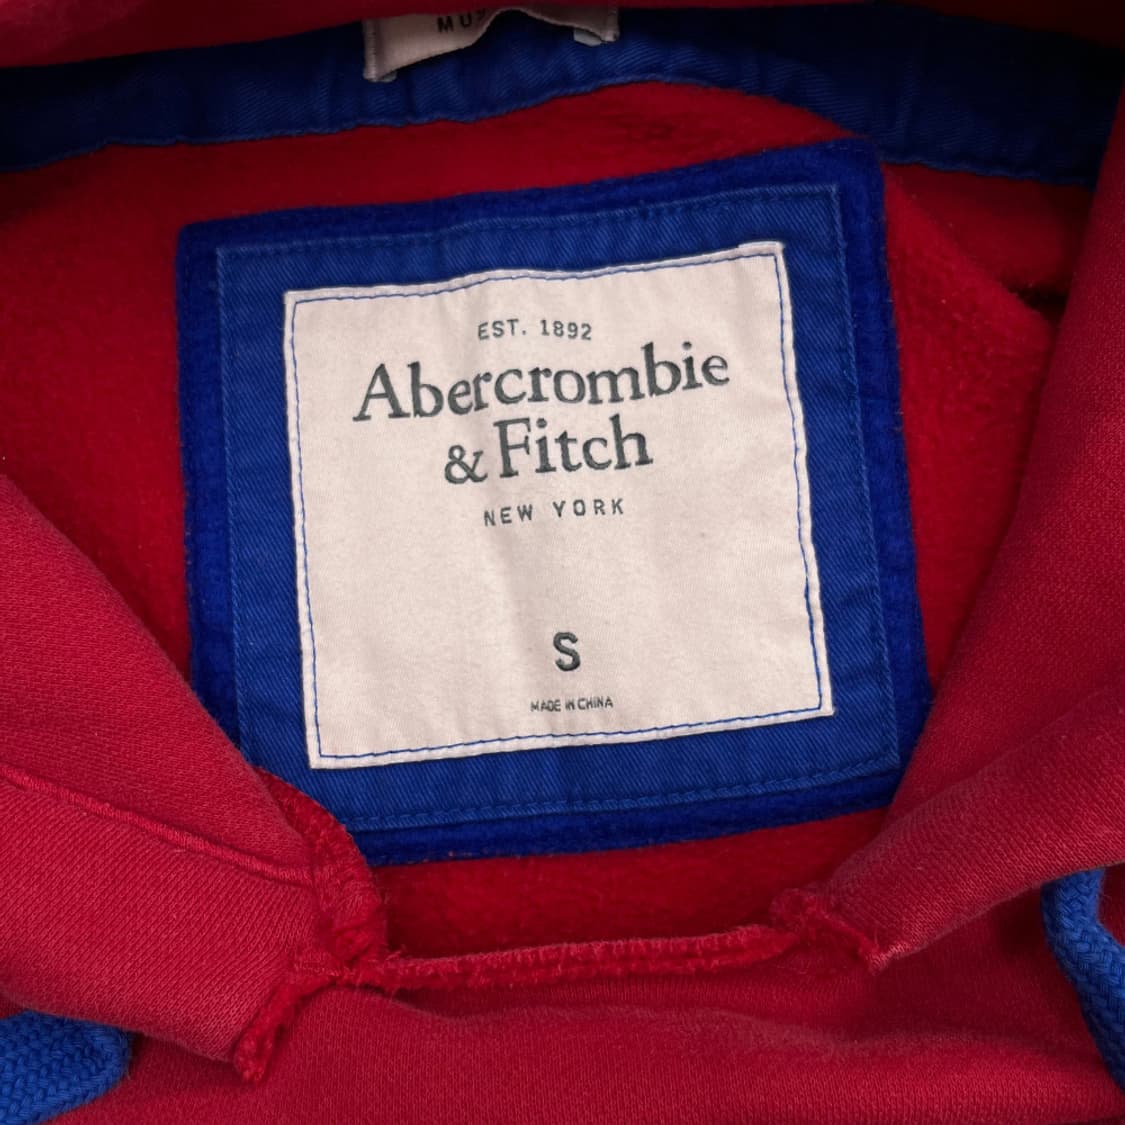 EST. 1892
Abercrombie
& Fitch
NEW YORK
S
MADE IN CHINA